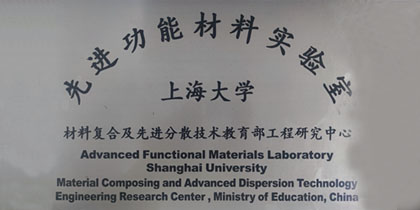 先进功能材料实验室
上海大学
材料复合及先进分散技术教育部工程研究中心
Advanced Functional Materials Laboratory
Shanghai University
Material Composing and Advanced Dispersion Technology
Engineering Research Center , Ministry of Education, China